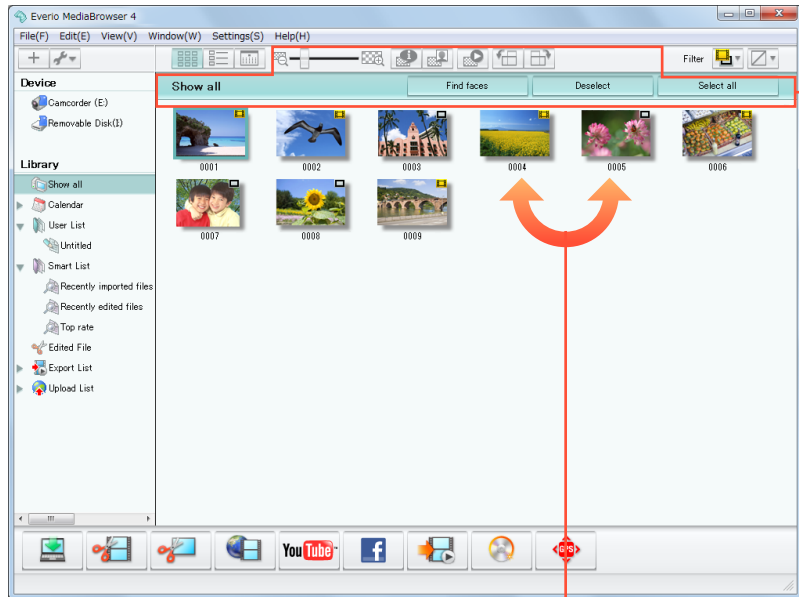 Everio MediaBrowser 4
File(F) Edit(E) View(V) Window(W) Settings(S) Help(H)
Filter
Device
Camcorder (E:)
Removable Disk(I:)
Library
Show all
Calendar
User List
Untitled
Smart List
Recently imported files
Recently edited files
Top rate
Edited File
Export List
Upload List
Show all Find faces Deselect Select all
0001 0002 0003 0004 0005 0006
0007 0008 0009
YouTube f GPS